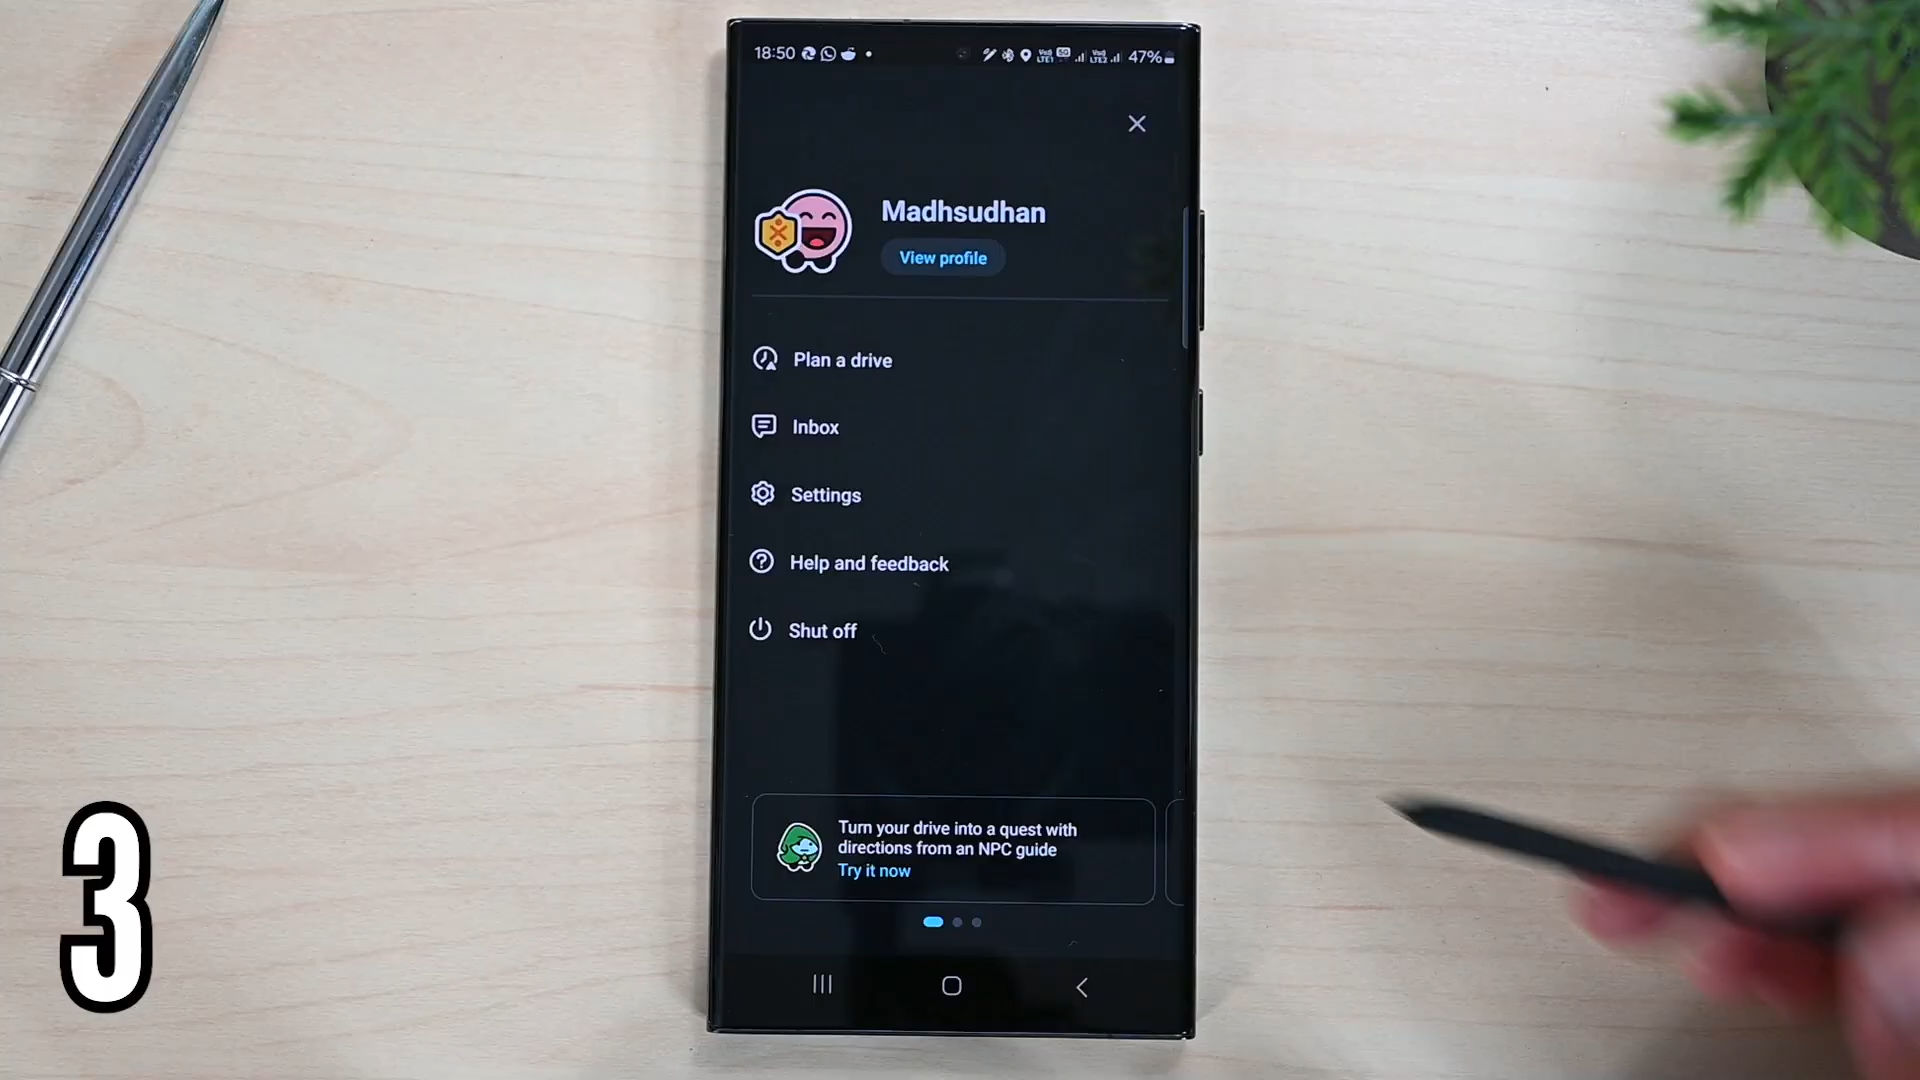 18:50
47%
Madhsudhan
View profile
Plan a drive
Inbox
Settings
Help and feedback
Shut off
Turn your drive into a quest with
directions from an NPC guide
Try it now
3